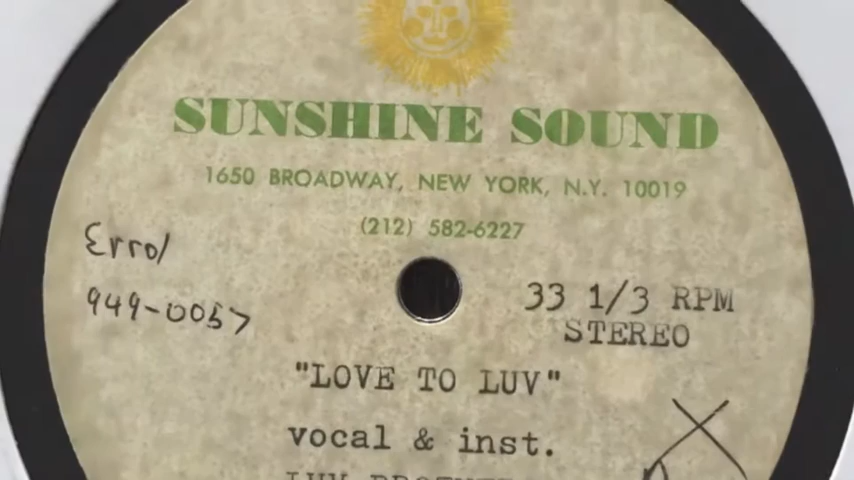 SUNSHINE SOUND
1650 BROADWAY, NEW YORK, N.Y. 10019
(212) 582-6227
Errol
949-0057
33 1/3 RPM
STEREO
"LOVE TO LUV"
vocal & inst.
LUV